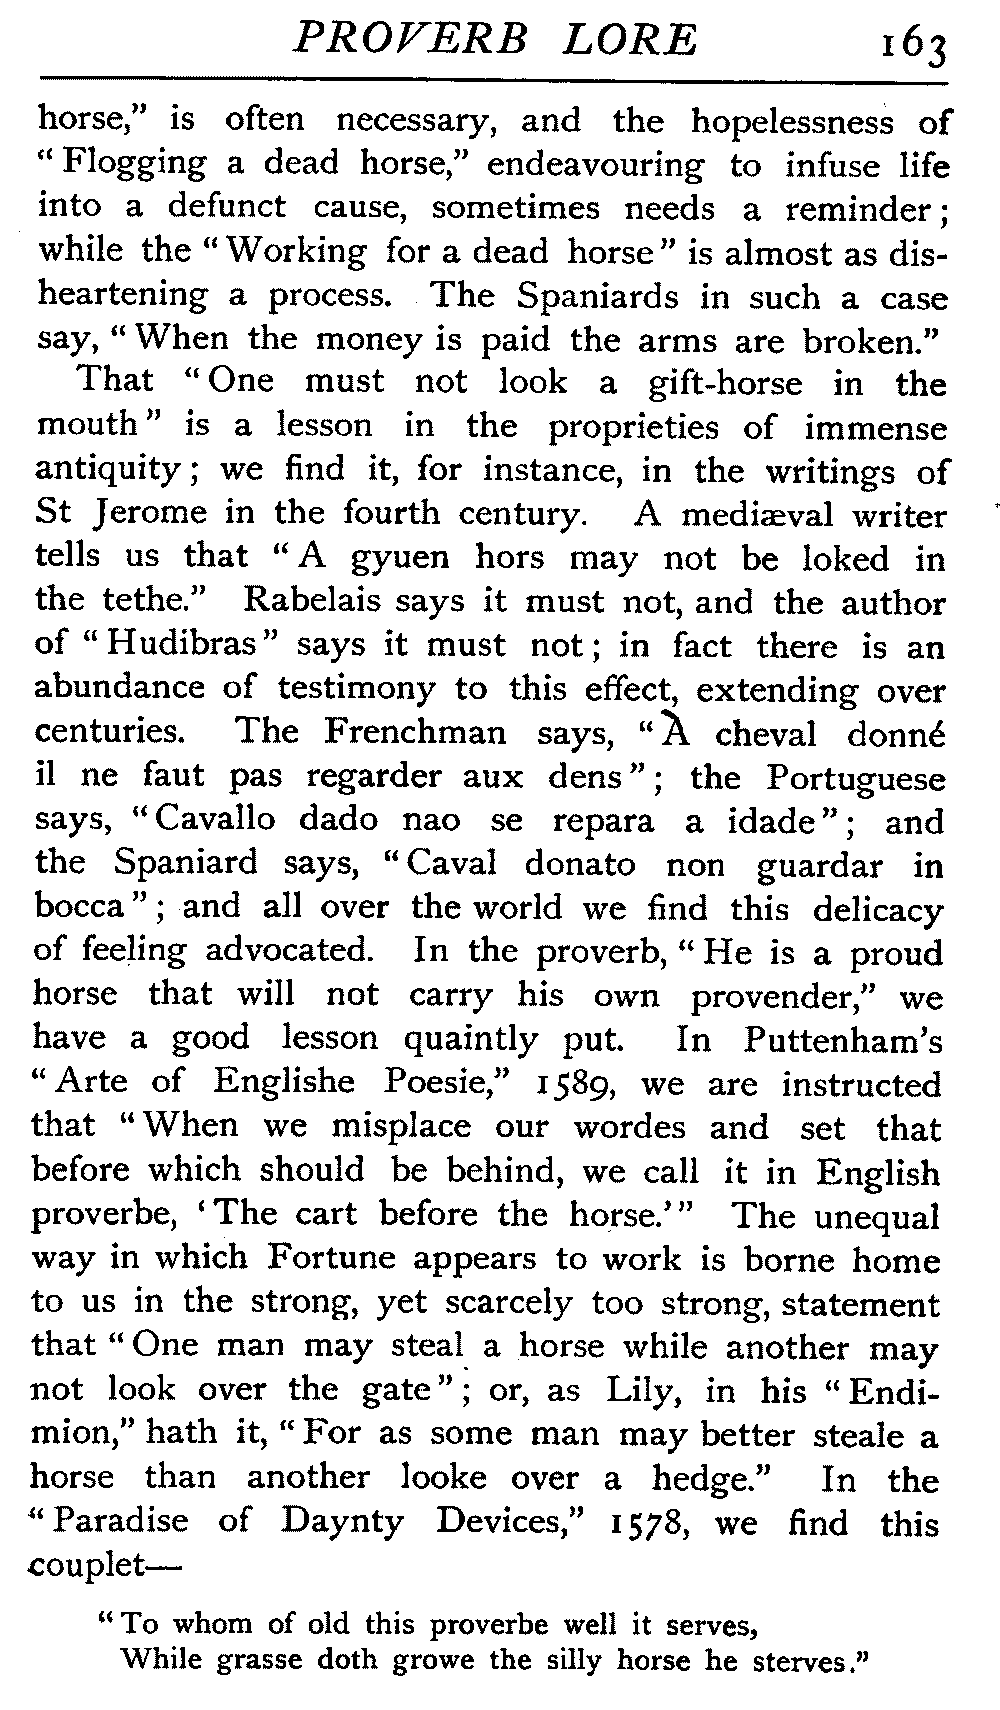 PROVERB LORE 163
horse,” is often necessary, and the hopelessness of
“Flogging a dead horse,” endeavouring to infuse life
into a defunct cause, sometimes needs a reminder;
while the “Working for a dead horse” is almost as dis-
heartening a process. The Spaniards in such a case
say, “When the money is paid the arms are broken.”
That “One must not look a gift-horse in the
mouth” is a lesson in the proprieties of immense
antiquity; we find it, for instance, in the writings of
St Jerome in the fourth century. A mediæval writer
tells us that “A gyuen hors may not be loked in
the tethe.” Rabelais says it must not, and the author
of “Hudibras” says it must not; in fact there is an
abundance of testimony to this effect, extending over
centuries. The Frenchman says, “À cheval donné
il ne faut pas regarder aux dens”; the Portuguese
says, “Cavallo dado nao se repara a idade”; and
the Spaniard says, “Caval donato non guardar in
bocca”; and all over the world we find this delicacy
of feeling advocated. In the proverb, “He is a proud
horse that will not carry his own provender,” we
have a good lesson quaintly put. In Puttenham's
“Arte of Englishe Poesie,” 1589, we are instructed
that “When we misplace our wordes and set that
before which should be behind, we call it in English
proverbe, ‘The cart before the horse.’” The unequal
way in which Fortune appears to work is borne home
to us in the strong, yet scarcely too strong, statement
that “One man may steal a horse while another may
not look over the gate”; or, as Lily, in his “Endi-
mion,” hath it, “For as some man may better steale a
horse than another looke over a hedge.” In the
“Paradise of Daynty Devices,” 1578, we find this
couplet—
“To whom of old this proverbe well it serves,
While grasse doth growe the silly horse he sterves.”